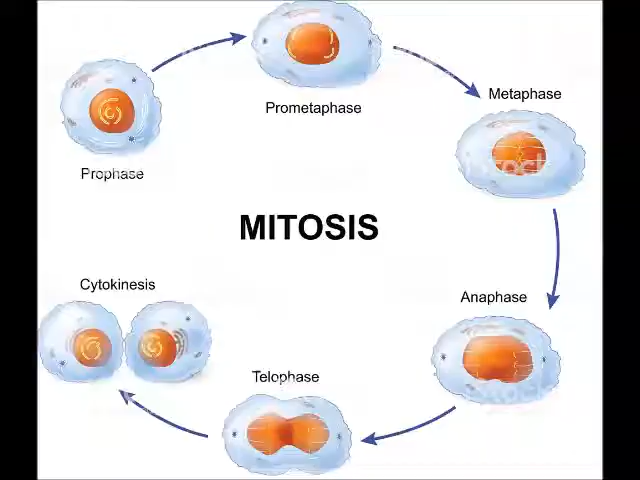 Prometaphase
Metaphase
Prophase
MITOSIS
Cytokinesis
Anaphase
Telophase